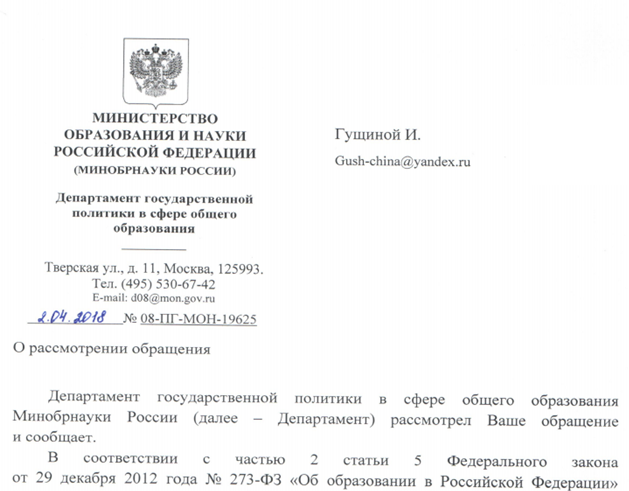 МИНИСТЕРСТВО
ОБРАЗОВАНИЯ И НАУКИ
РОССИЙСКОЙ ФЕДЕРАЦИИ
(МИНОБРНАУКИ РОССИИ)
Департамент государственной
политики в сфере общего
образования
Тверская ул., д. 11, Москва, 125993.
Тел. (495) 530-67-42
E-mail: d08@mon.gov.ru
2.04.2018 № 08-ПГ-МОН-19625
Гущиной И.
Gush-china@yandex.ru
О рассмотрении обращения
Департамент государственной политики в сфере общего образования
Минобрнауки России (далее – Департамент) рассмотрел Ваше обращение
и сообщает.
В соответствии с частью 2 статьи 5 Федерального закона
от 29 декабря 2012 года № 273-ФЗ «Об образовании в Российской Федерации»